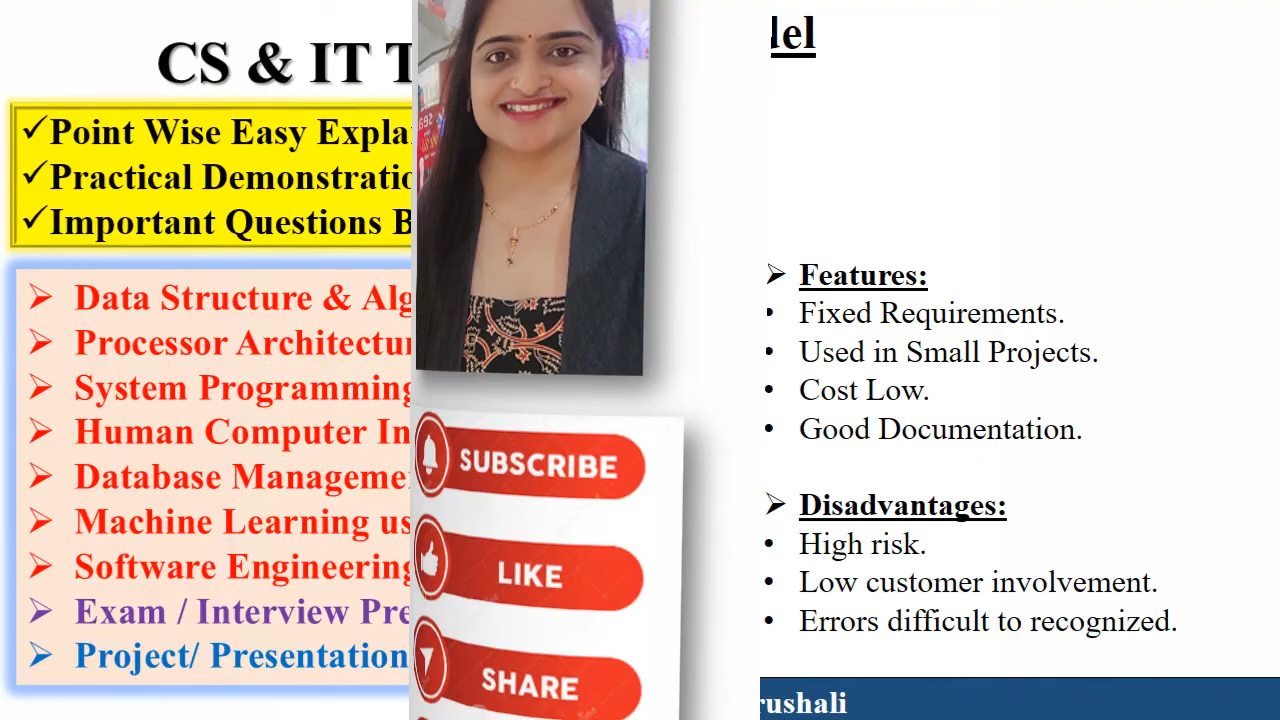 CS & IT T
Point Wise Easy Expla
Practical Demonstratio
Important Questions B
Data Structure & Alg
Processor Architectur
System Programming
Human Computer In
Database Manageme
Machine Learning us
Software Engineering
Exam / Interview Pre
Project/ Presentation
SUBSCRIBE
LIKE
SHARE
del
Features:
Fixed Requirements.
Used in Small Projects.
Cost Low.
Good Documentation.
Disadvantages:
High risk.
Low customer involvement.
Errors difficult to recognized.
rushali